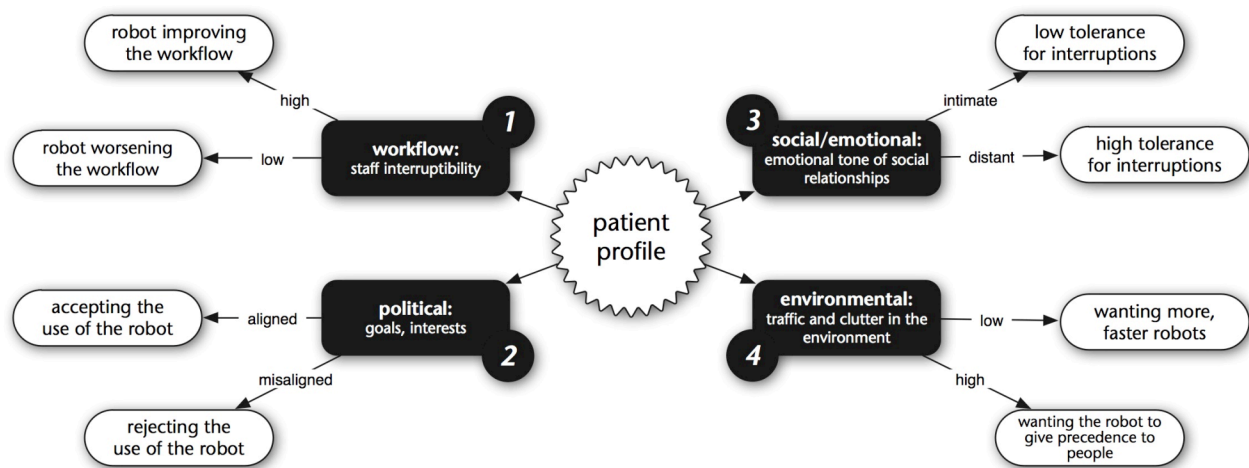 robot improving
the workflow
high
1
workflow:
staff interruptibility
low
robot worsening
the workflow
accepting the
use of the robot
aligned
political:
goals, interests
2
misaligned
rejecting the
use of the robot
patient
profile
low tolerance
for interruptions
intimate
3
social/emotional:
emotional tone of social
relationships
distant
high tolerance
for interruptions
environmental:
traffic and clutter in the
environment
4
low
wanting more,
faster robots
high
wanting the robot to
give precedence to
people